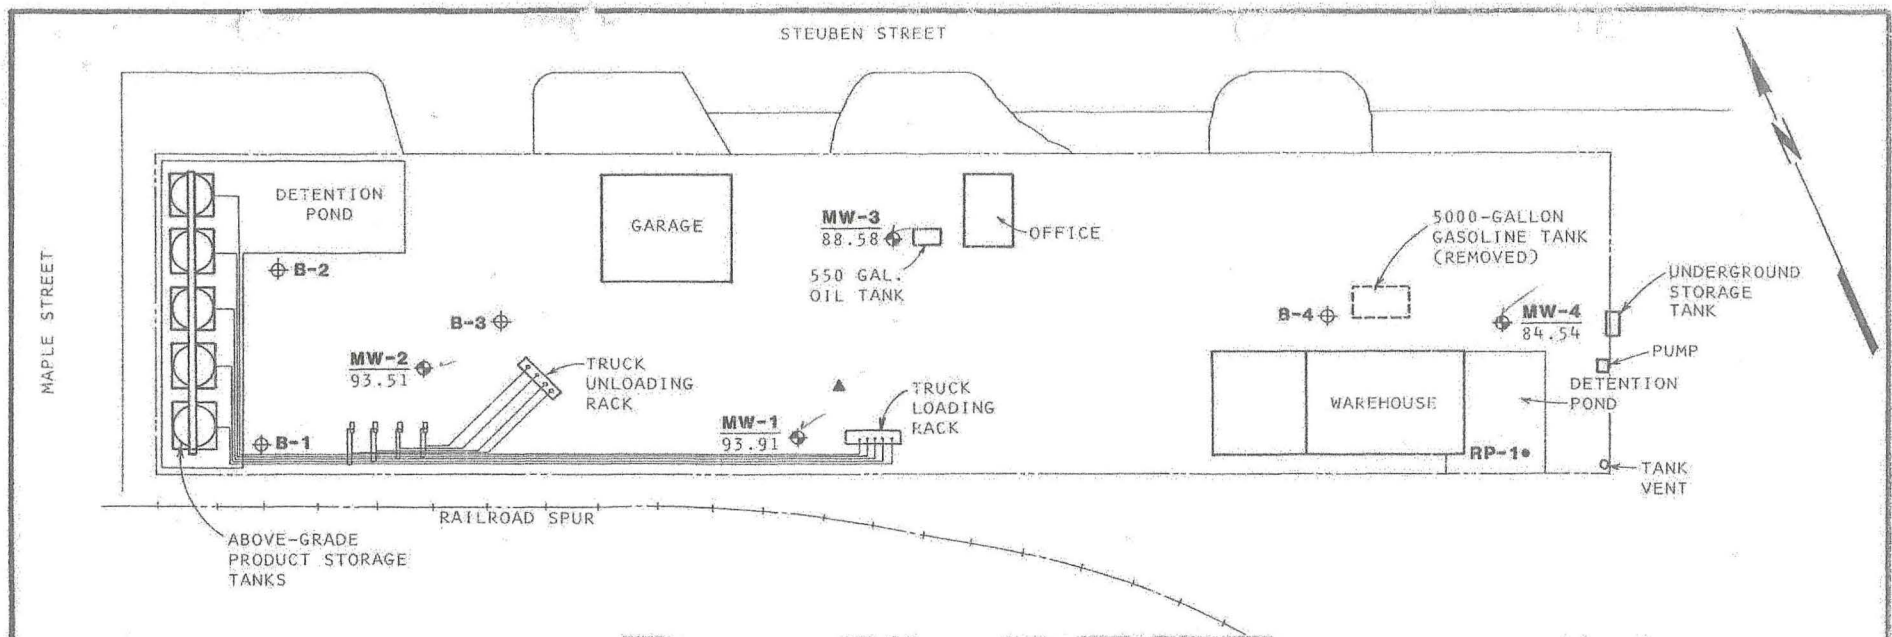 STEUBEN STREET
MAPLE STREET
DETENTION
POND
GARAGE
MW-3
88.58
550 GAL.
OIL TANK
OFFICE
5000-GALLON
GASOLINE TANK
(REMOVED)
UNDERGROUND
STORAGE
TANK
B-2
B-3
B-4
MW-4
84.54
MW-2
93.51
TRUCK
UNLOADING
RACK
PUMP
DETENTION
POND
TRUCK
LOADING
RACK
WAREHOUSE
MW-1
93.91
B-1
RP-1
TANK
VENT
RAILROAD SPUR
ABOVE-GRADE
PRODUCT STORAGE
TANKS